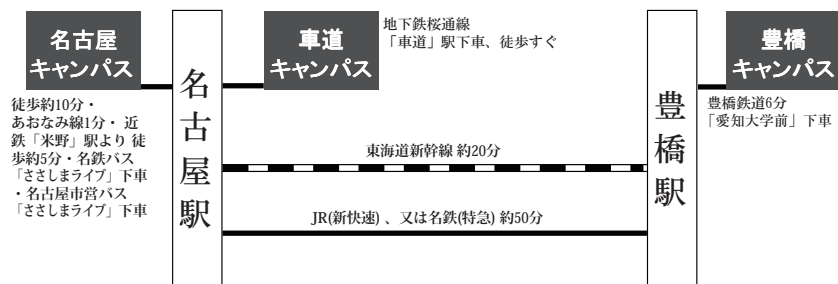 名古屋
キャンパス
徒歩約10分・
あおなみ線1分・ 近
鉄「米野」駅より 徒
歩約5分・名鉄バス
「ささしまライブ」下車
・名古屋市営バス
「ささしまライブ」下車
名古屋駅
車道
キャンパス
地下鉄桜通線
「車道」駅下車、徒歩すぐ
東海道新幹線 約20分
JR(新快速) 、又は名鉄(特急) 約50分
豊橋駅
豊橋
キャンパス
豊橋鉄道6分
「愛知大学前」下車